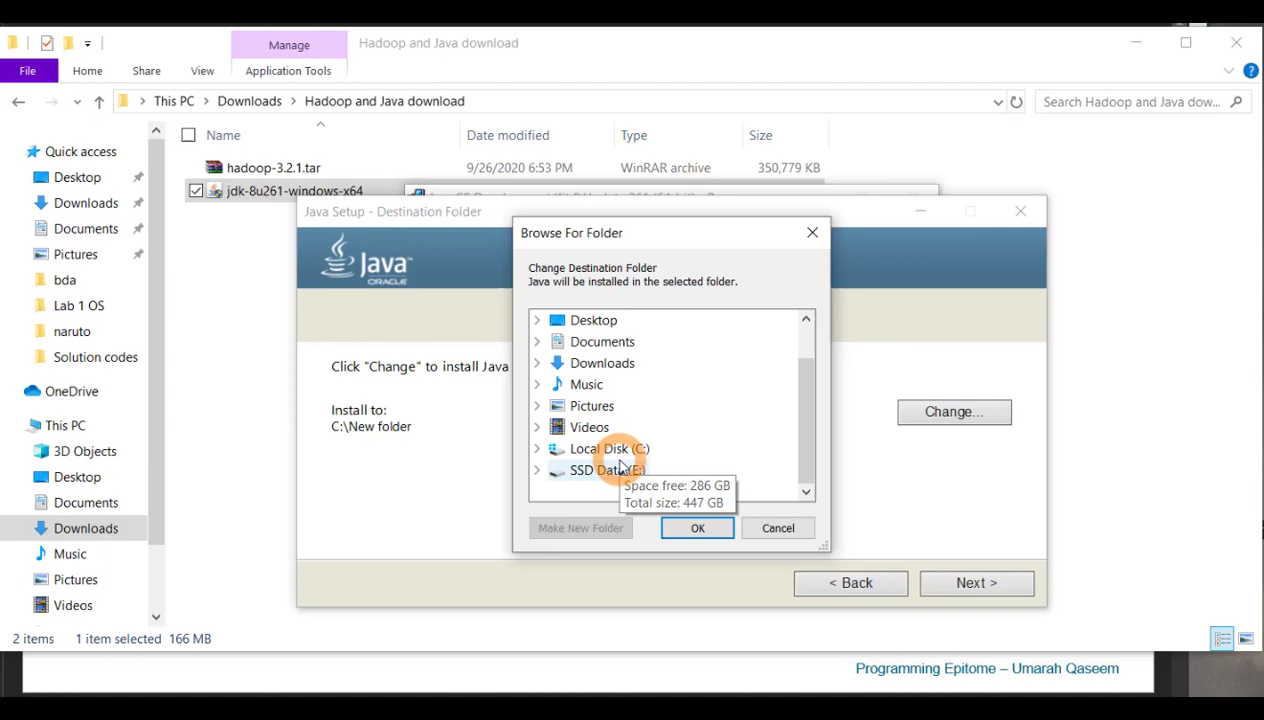 Manage
Hadoop and Java download
File
Home
Share
View
Application Tools
This PC
Downloads
Hadoop and Java download
Search Hadoop and Java dow...
Name
Date modified
Type
Size
hadoop-3.2.1.tar
9/26/2020 6:53 PM
WinRAR archive
350,779 KB
jdk-8u261-windows-x64
Quick access
Desktop
Downloads
Documents
Pictures
bda
Lab 1 OS
naruto
Solution codes
OneDrive
This PC
3D Objects
Desktop
Documents
Downloads
Music
Pictures
Videos
2 items
1 item selected 166 MB
Java Setup - Destination Folder
Java
ORACLE
Click "Change" to install Java
Install to:
C:\New folder
Change...
< Back
Next >
Browse For Folder
Change Destination Folder
Java will be installed in the selected folder.
Desktop
Documents
Downloads
Music
Pictures
Videos
Local Disk (C:)
SSD Data (E:)
Space free: 286 GB
Total size: 447 GB
Make New Folder
OK
Cancel
Programming Epitome – Umarah Qaseem